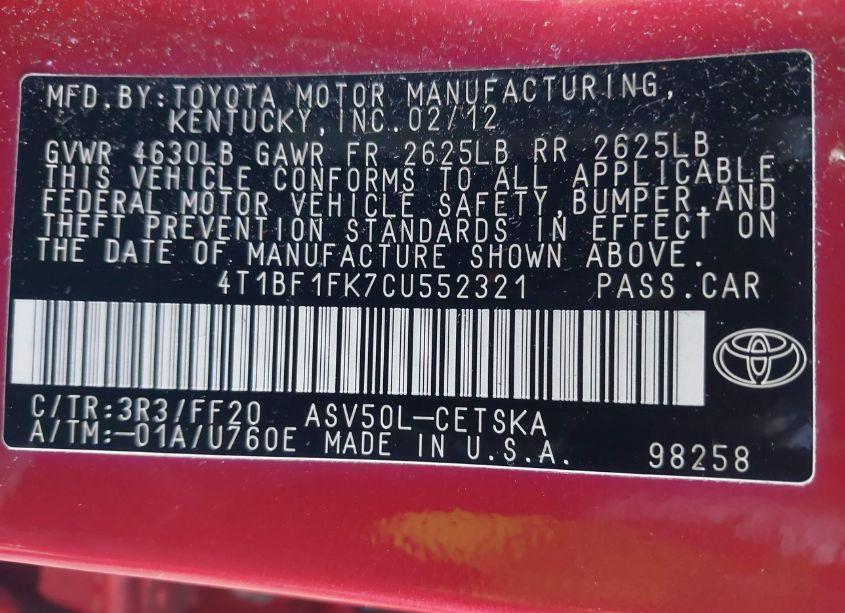 MFD.BY:TOYOTA MOTOR MANUFACTURING,
KENTUCKY,INC.02/12
GVWR 4630LB GAWR FR 2625LB RR 2625LB
THIS VEHICLE CONFORMS TO ALL APPLICABLE
FEDERAL MOTOR VEHICLE SAFETY,BUMPER,AND
THEFT PREVENTION STANDARDS IN EFFECT ON
THE DATE OF MANUFACTURE SHOWN ABOVE.
4T1BF1FK7CU552321 PASS.CAR
C/TR:3R3/FF20 ASV50L-CETSKA
A/TM:-01A/U760E MADE IN U.S.A. 98258